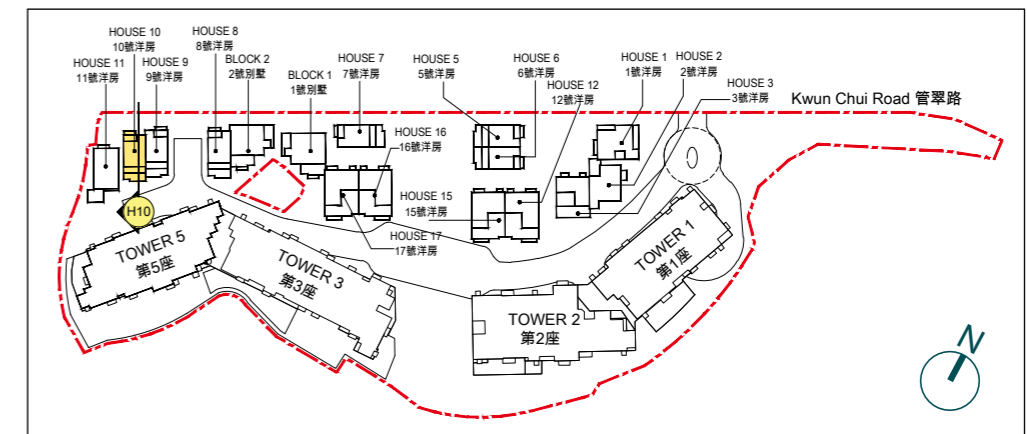 HOUSE 11
11號洋房
HOUSE 10
10號洋房
HOUSE 9
9號洋房
HOUSE 8
8號洋房
BLOCK 2
2號別墅
BLOCK 1
1號別墅
HOUSE 7
7號洋房
HOUSE 5
5號洋房
HOUSE 6
6號洋房
HOUSE 12
12號洋房
HOUSE 1
1號洋房
HOUSE 2
2號洋房
HOUSE 3
3號洋房
Kwun Chui Road 管翠路
HOUSE 16
16號洋房
HOUSE 15
15號洋房
HOUSE 17
17號洋房
H10
TOWER 5
第5座
TOWER 3
第3座
TOWER 2
第2座
TOWER 1
第1座
N